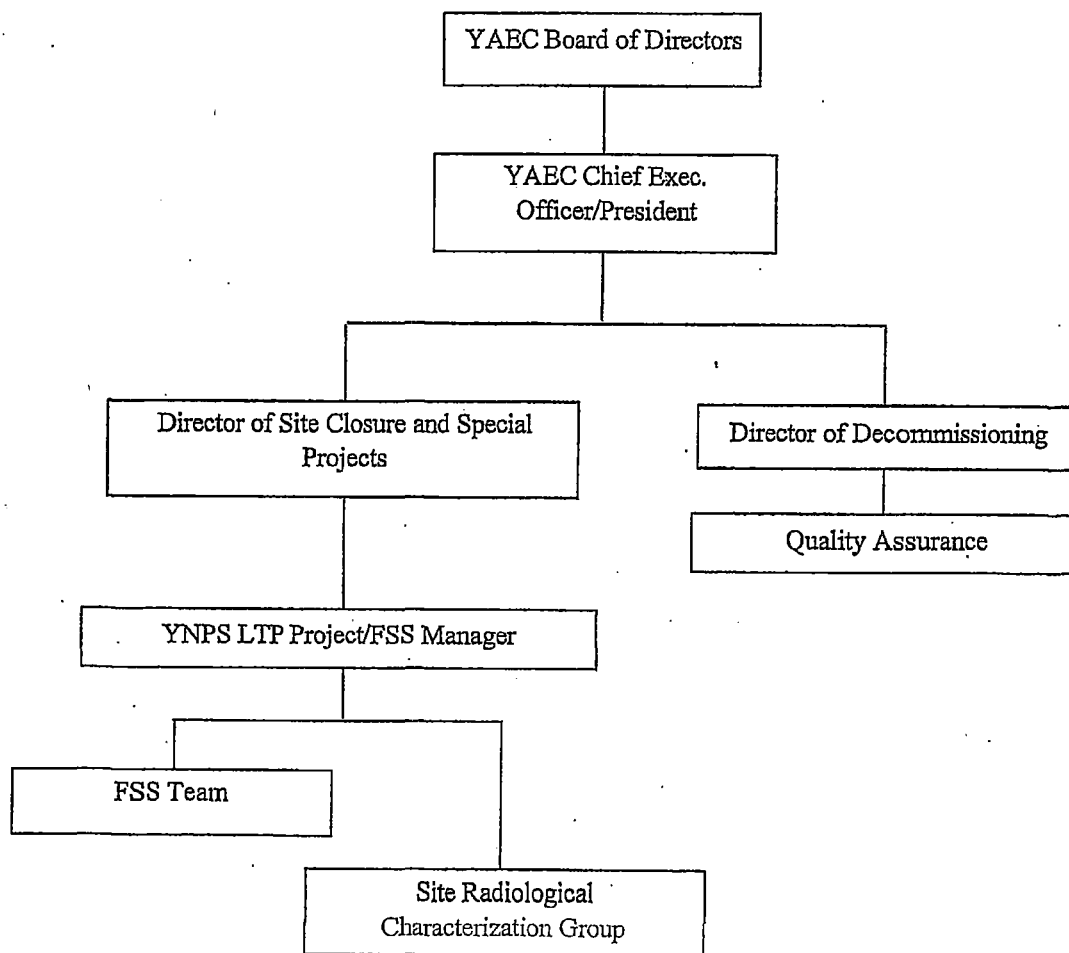 YAEC Board of Directors
YAEC Chief Exec.
Officer/President
Director of Site Closure and Special
Projects
Director of Decommissioning
Quality Assurance
YNPS LTP Project/FSS Manager
FSS Team
Site Radiological
Characterization Group